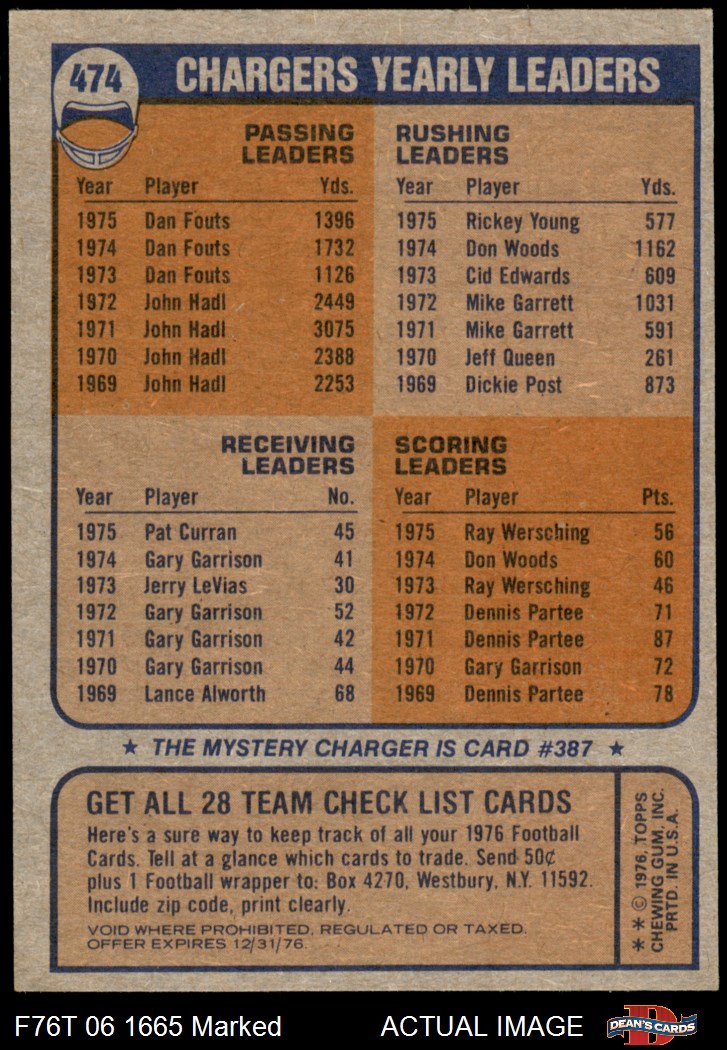 474
CHARGERS YEARLY LEADERS
PASSING
LEADERS
Year Player Yds.
1975 Dan Fouts 1396
1974 Dan Fouts 1732
1973 Dan Fouts 1126
1972 John Hadl 2449
1971 John Hadl 3075
1970 John Hadl 2388
1969 John Hadl 2253
RUSHING
LEADERS
Year Player Yds.
1975 Rickey Young 577
1974 Don Woods 1162
1973 Cid Edwards 609
1972 Mike Garrett 1031
1971 Mike Garrett 591
1970 Jeff Queen 261
1969 Dickie Post 873
RECEIVING
LEADERS
Year Player No.
1975 Pat Curran 45
1974 Gary Garrison 41
1973 Jerry LeVias 30
1972 Gary Garrison 52
1971 Gary Garrison 42
1970 Gary Garrison 44
1969 Lance Alworth 68
SCORING
LEADERS
Year Player Pts.
1975 Ray Wersching 56
1974 Don Woods 60
1973 Ray Wersching 46
1972 Dennis Partee 71
1971 Dennis Partee 87
1970 Gary Garrison 72
1969 Dennis Partee 78
★ THE MYSTERY CHARGER IS CARD #387 ★
GET ALL 28 TEAM CHECK LIST CARDS
Here's a sure way to keep track of all your 1976 Football
Cards. Tell at a glance which cards to trade. Send 50¢
plus 1 Football wrapper to: Box 4270, Westbury, N.Y. 11592.
Include zip code, print clearly.
VOID WHERE PROHIBITED, REGULATED OR TAXED.
OFFER EXPIRES 12/31/76.
* * © 1976, TOPPS
CHEWING GUM, INC.
PRTD. IN U.S.A.
F76T 06 1665 Marked
ACTUAL IMAGE
D
DEAN'S CARDS